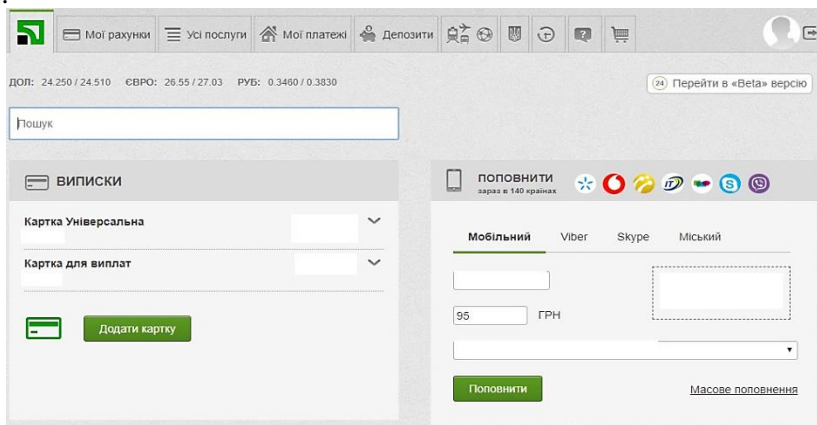 Мої рахунки Усі послуги Мої платежі Депозити
ДОЛ: 24.250 / 24.510 ЄВРО: 26.55 / 27.03 РУБ: 0.3460 / 0.3830
24 Перейти в «Beta» версію
Пошук
ВИПИСКИ
Картка Універсальна
Картка для виплат
Додати картку
ПОПОВНИТИ
зараз в 140 країнах
Мобільний Viber Skype Міський
95 ГРН
Поповнити Масове поповнення